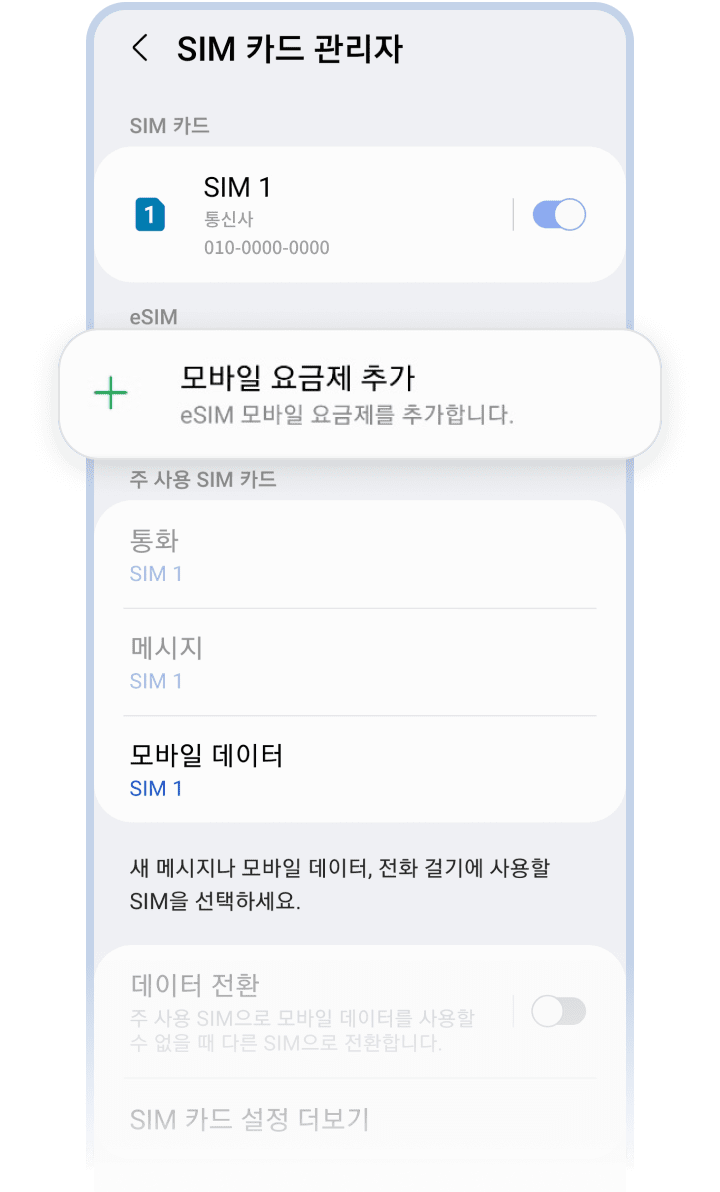 SIM 카드 관리자
SIM 카드
1
SIM 1
통신사
010-0000-0000
eSIM
모바일 요금제 추가
eSIM 모바일 요금제를 추가합니다.
주 사용 SIM 카드
통화
SIM 1
메시지
SIM 1
모바일 데이터
SIM 1
새 메시지나 모바일 데이터, 전화 걸기에 사용할
SIM을 선택하세요.
데이터 전환
주 사용 SIM으로 모바일 데이터를 사용할
수 없을 때 다른 SIM으로 전환합니다.
SIM 카드 설정 더보기